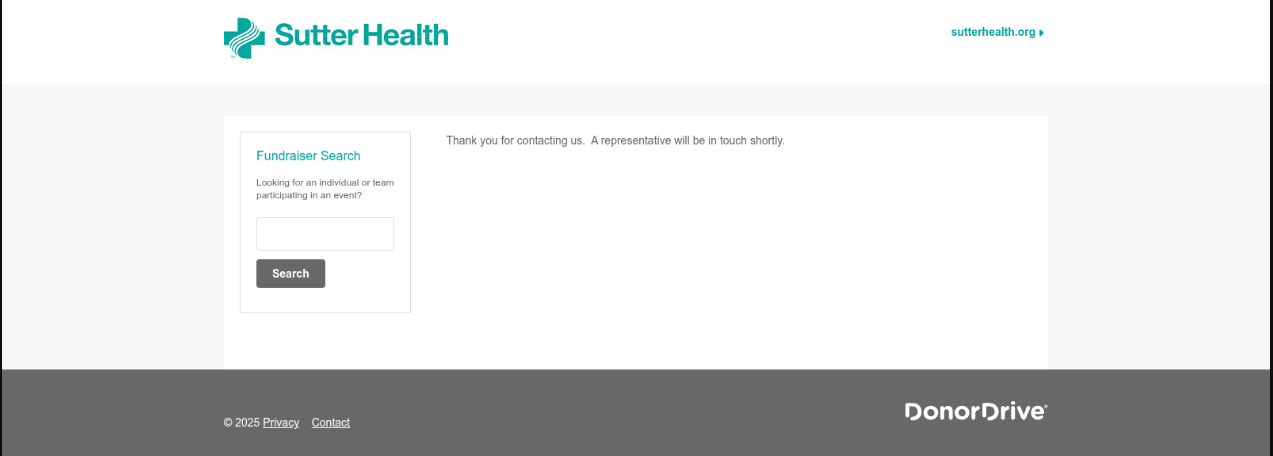 Sutter Health
sutterhealth.org
Fundraiser Search
Looking for an individual or team
participating in an event?
Search
Thank you for contacting us.  A representative will be in touch shortly.
© 2025 Privacy Contact
DonorDrive